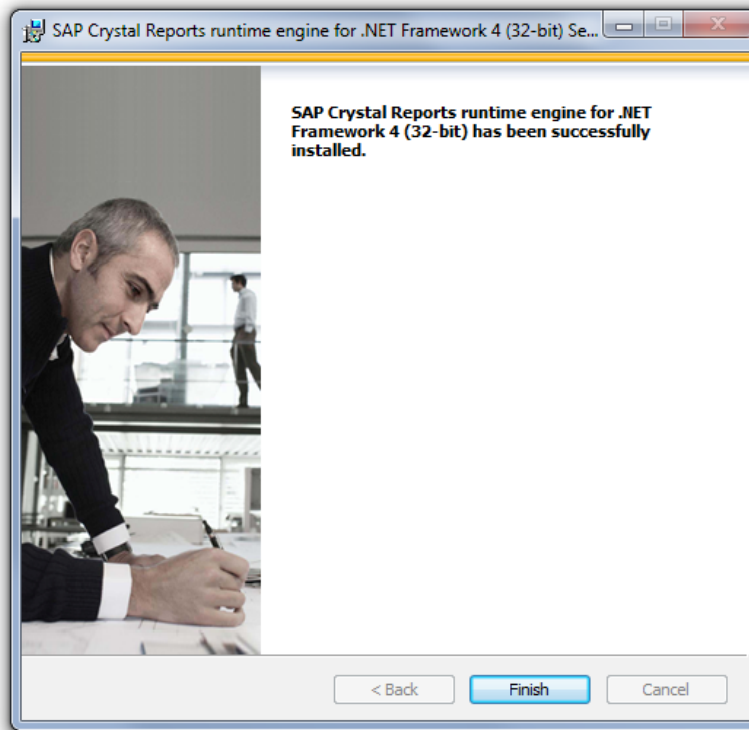 SAP Crystal Reports runtime engine for .NET Framework 4 (32-bit) Se...
SAP Crystal Reports runtime engine for .NET
Framework 4 (32-bit) has been successfully
installed.
< Back
Finish
Cancel